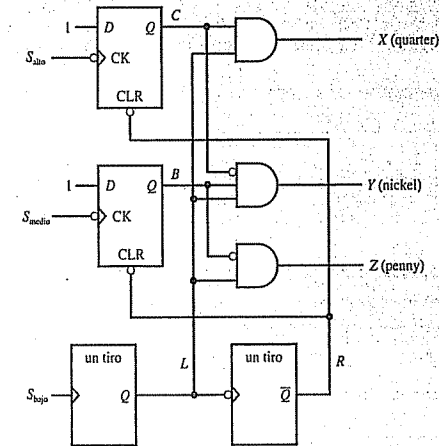 C
1 D Q
X (quarter)
S_alto CK
CLR
1 D B Q
Y (nickel)
S_medio CK
CLR
Z (penny)
un tiro L un tiro R
S_bajo Q Q̅